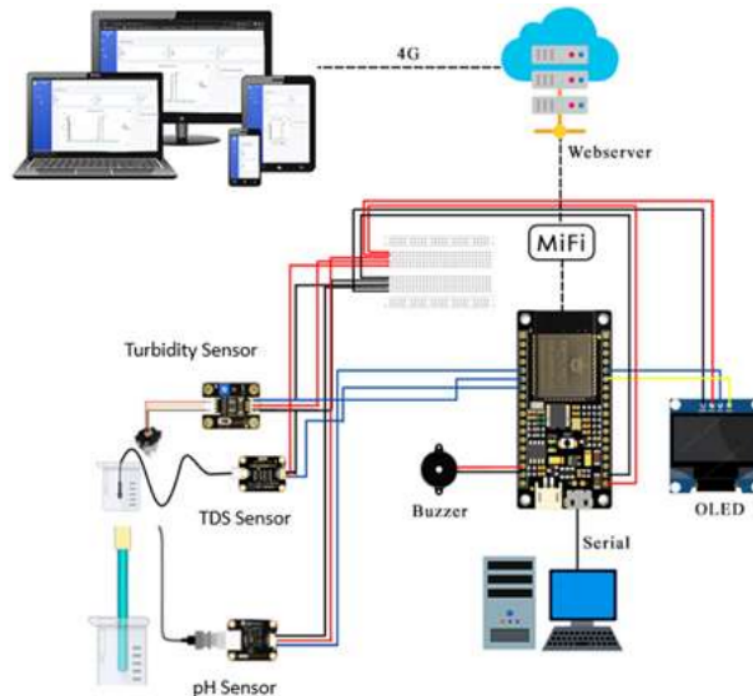 4G
Webserver
MiFi
Turbidity Sensor
TDS Sensor
Buzzer
OLED
Serial
pH Sensor